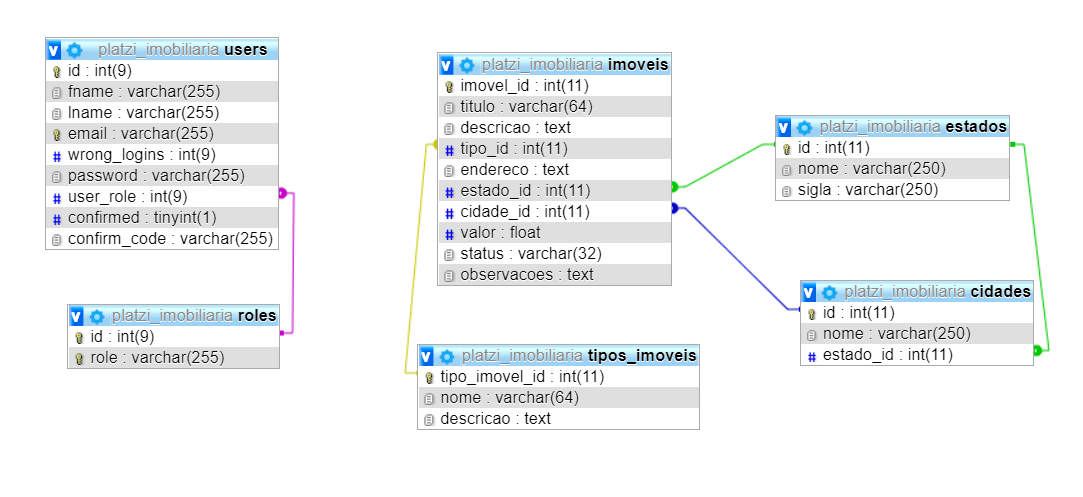 v platzi_imobiliaria users
id : int(9)
fname : varchar(255)
lname : varchar(255)
email : varchar(255)
# wrong_logins : int(9)
password : varchar(255)
# user_role : int(9)
# confirmed : tinyint(1)
confirm_code : varchar(255)
v platzi_imobiliaria roles
id : int(9)
role : varchar(255)
v platzi_imobiliaria imoveis
imovel_id : int(11)
titulo : varchar(64)
descricao : text
# tipo_id : int(11)
endereco : text
# estado_id : int(11)
# cidade_id : int(11)
# valor : float
status : varchar(32)
observacoes : text
v platzi_imobiliaria tipos_imoveis
tipo_imovel_id : int(11)
nome : varchar(64)
descricao : text
v platzi_imobiliaria estados
id : int(11)
nome : varchar(250)
sigla : varchar(250)
v platzi_imobiliaria cidades
id : int(11)
nome : varchar(250)
# estado_id : int(11)